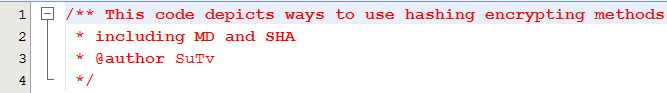 1 /** This code depicts ways to use hashing encrypting methods
2 * including MD and SHA
3 * @author SuTv
4 */